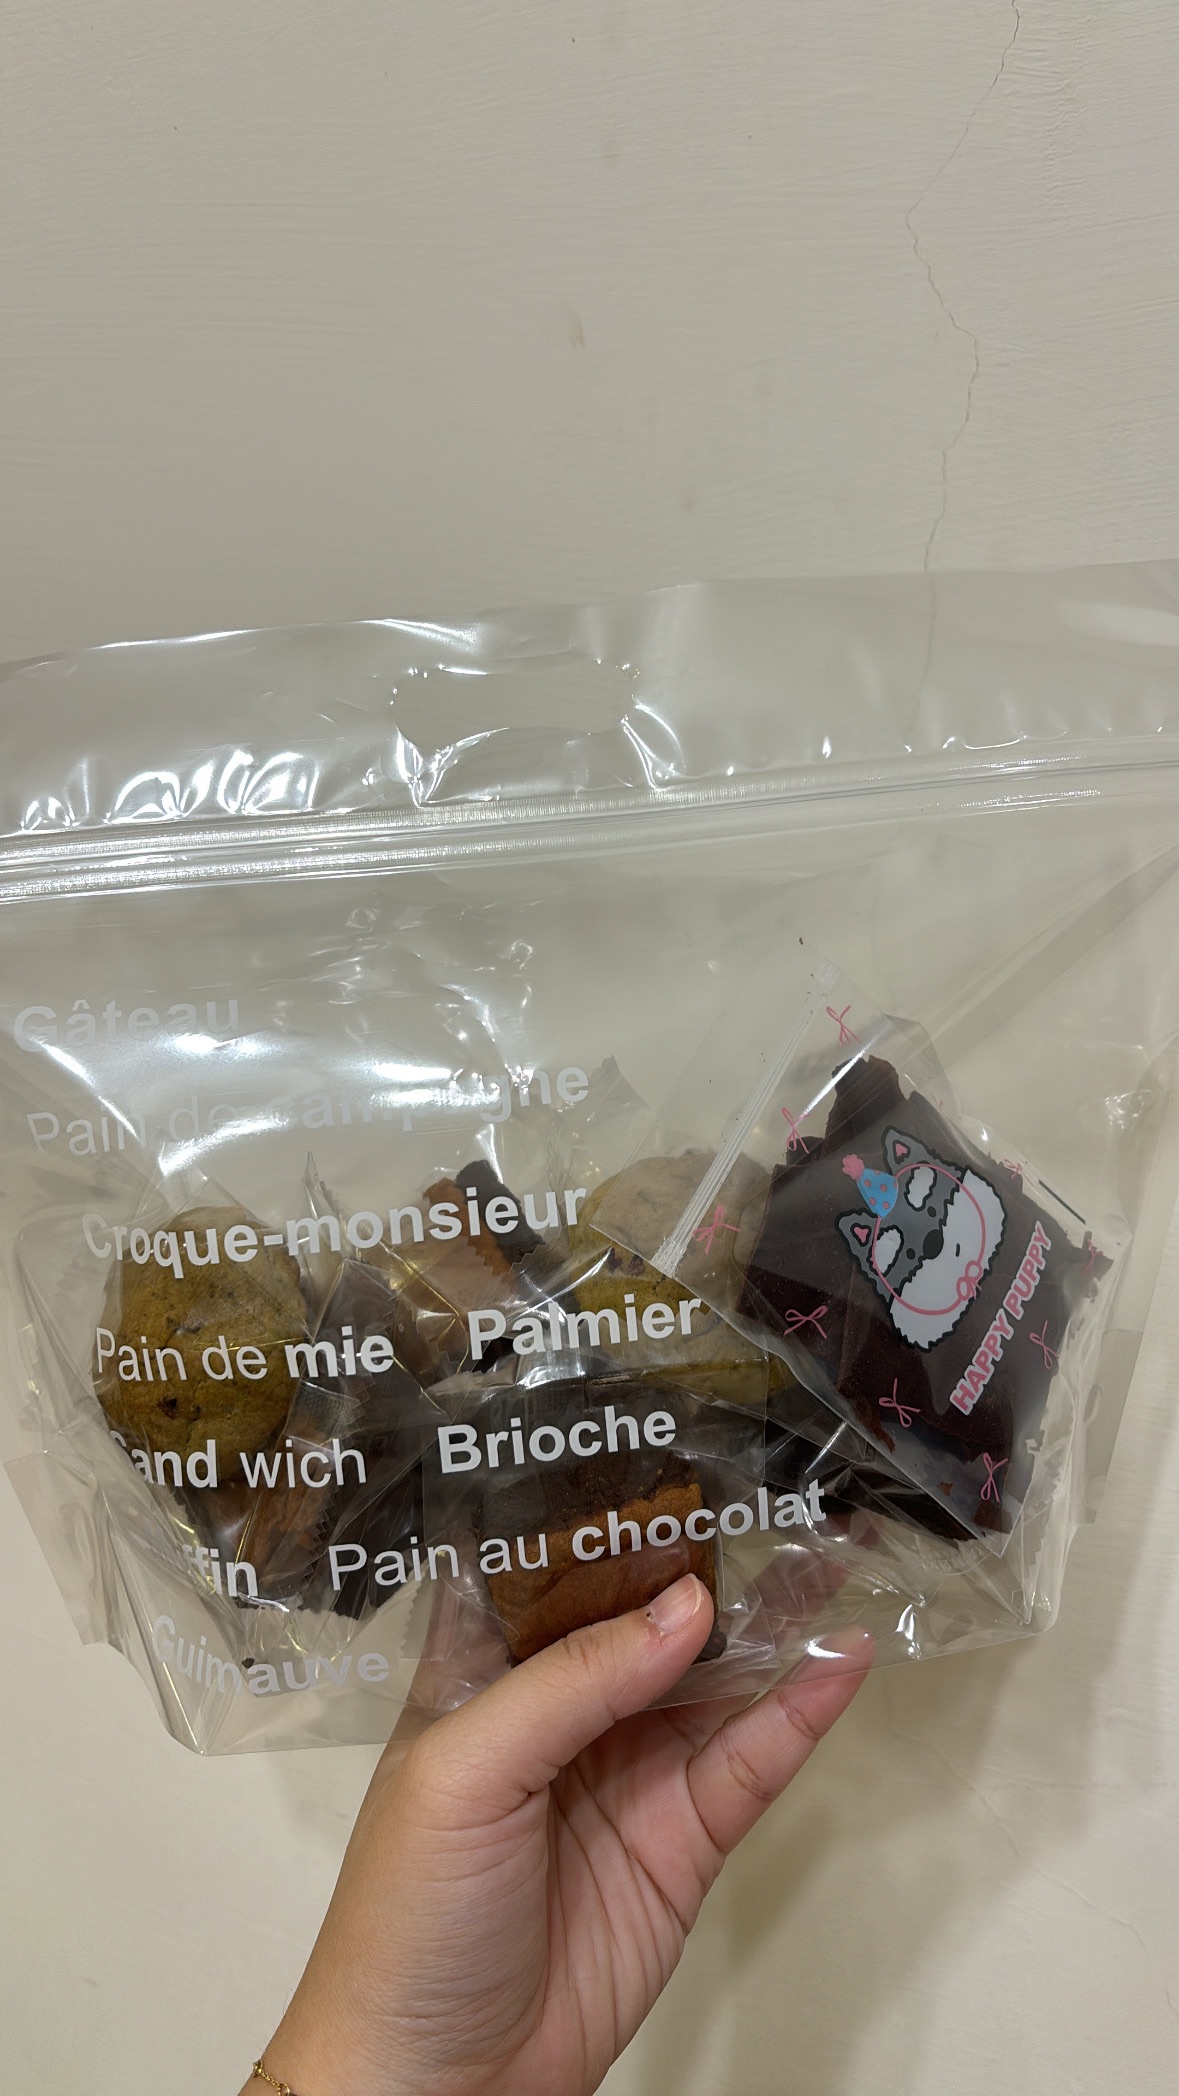 Gâteau
Pain de campagne
Croque-monsieur
Pain de mie Palmier
Sand wich Brioche
Pain au chocolat
Guimauve
HAPPY PUPPY